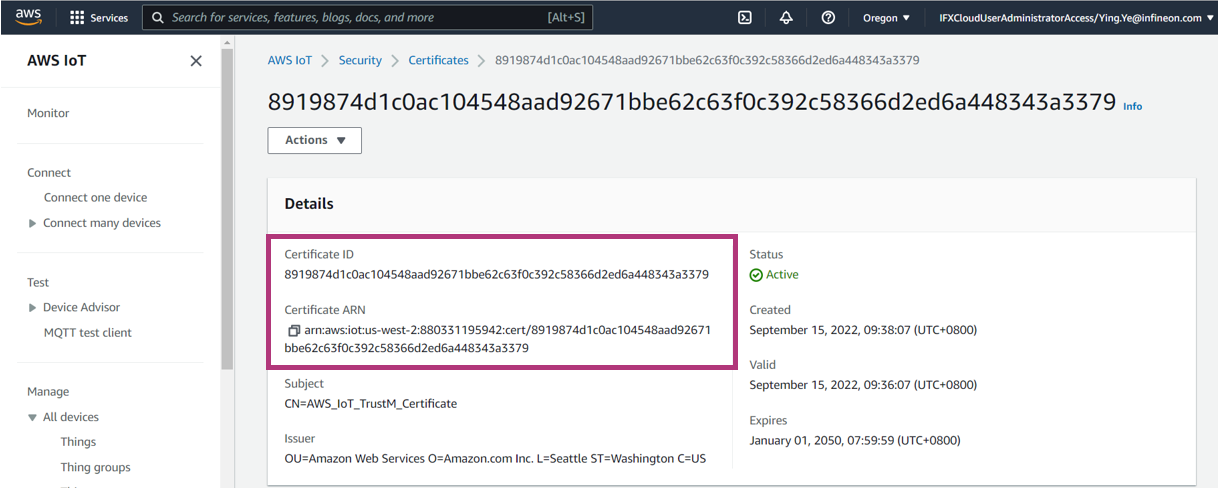 aws
Services
Search for services, features, blogs, docs, and more
[Alt+S]
Oregon
IFXCloudUserAdministratorAccess/Ying.Ye@infineon.com
AWS IoT
Monitor
Connect
Connect one device
Connect many devices
Test
Device Advisor
MQTT test client
Manage
All devices
Things
Thing groups
AWS IoT > Security > Certificates > 8919874d1c0ac104548aad92671bbe62c63f0c392c58366d2ed6a448343a3379
8919874d1c0ac104548aad92671bbe62c63f0c392c58366d2ed6a448343a3379 Info
Actions
Details
Certificate ID
8919874d1c0ac104548aad92671bbe62c63f0c392c58366d2ed6a448343a3379
Certificate ARN
arn:aws:iot:us-west-2:880331195942:cert/8919874d1c0ac104548aad92671
bbe62c63f0c392c58366d2ed6a448343a3379
Subject
CN=AWS_IoT_TrustM_Certificate
Issuer
OU=Amazon Web Services O=Amazon.com Inc. L=Seattle ST=Washington C=US
Status
Active
Created
September 15, 2022, 09:38:07 (UTC+0800)
Valid
September 15, 2022, 09:36:07 (UTC+0800)
Expires
January 01, 2050, 07:59:59 (UTC+0800)